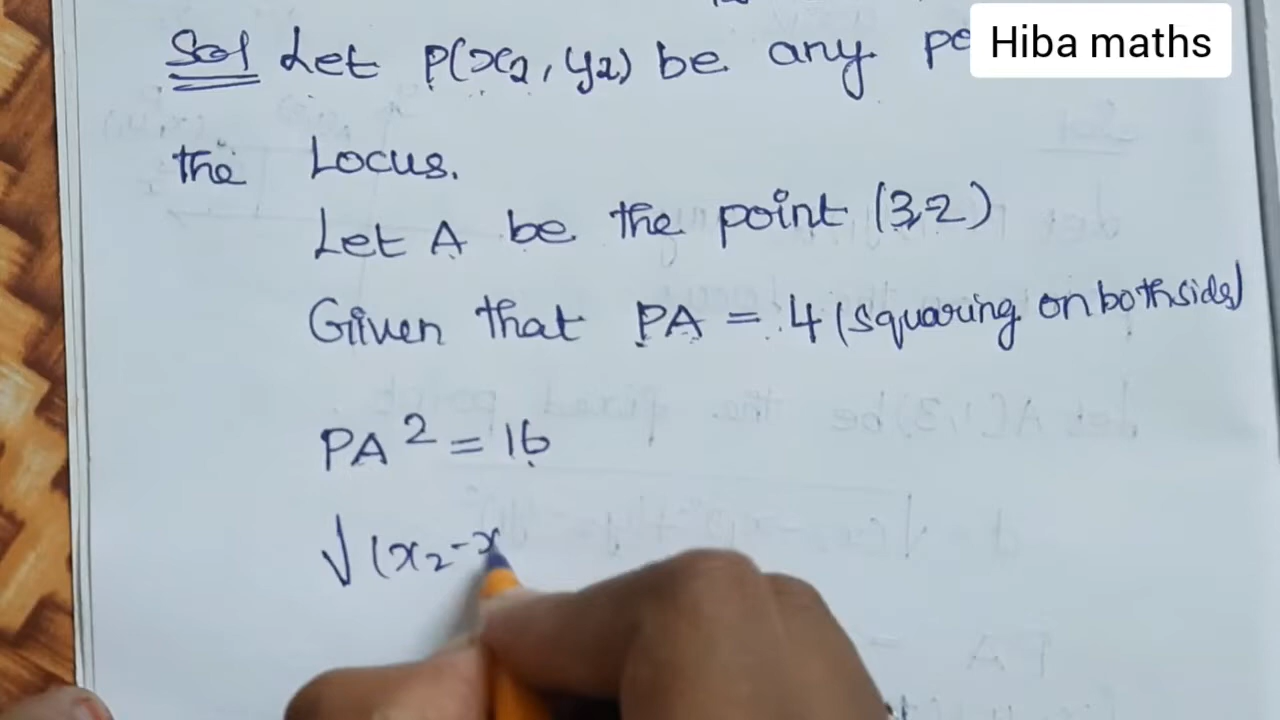 Hiba maths
Sol Let P(x2, y2) be any
the Locus.
Let A be the point (3,2)
Given that PA = 4 (squaring on bothsides)
PA² = 16
√(x2-x